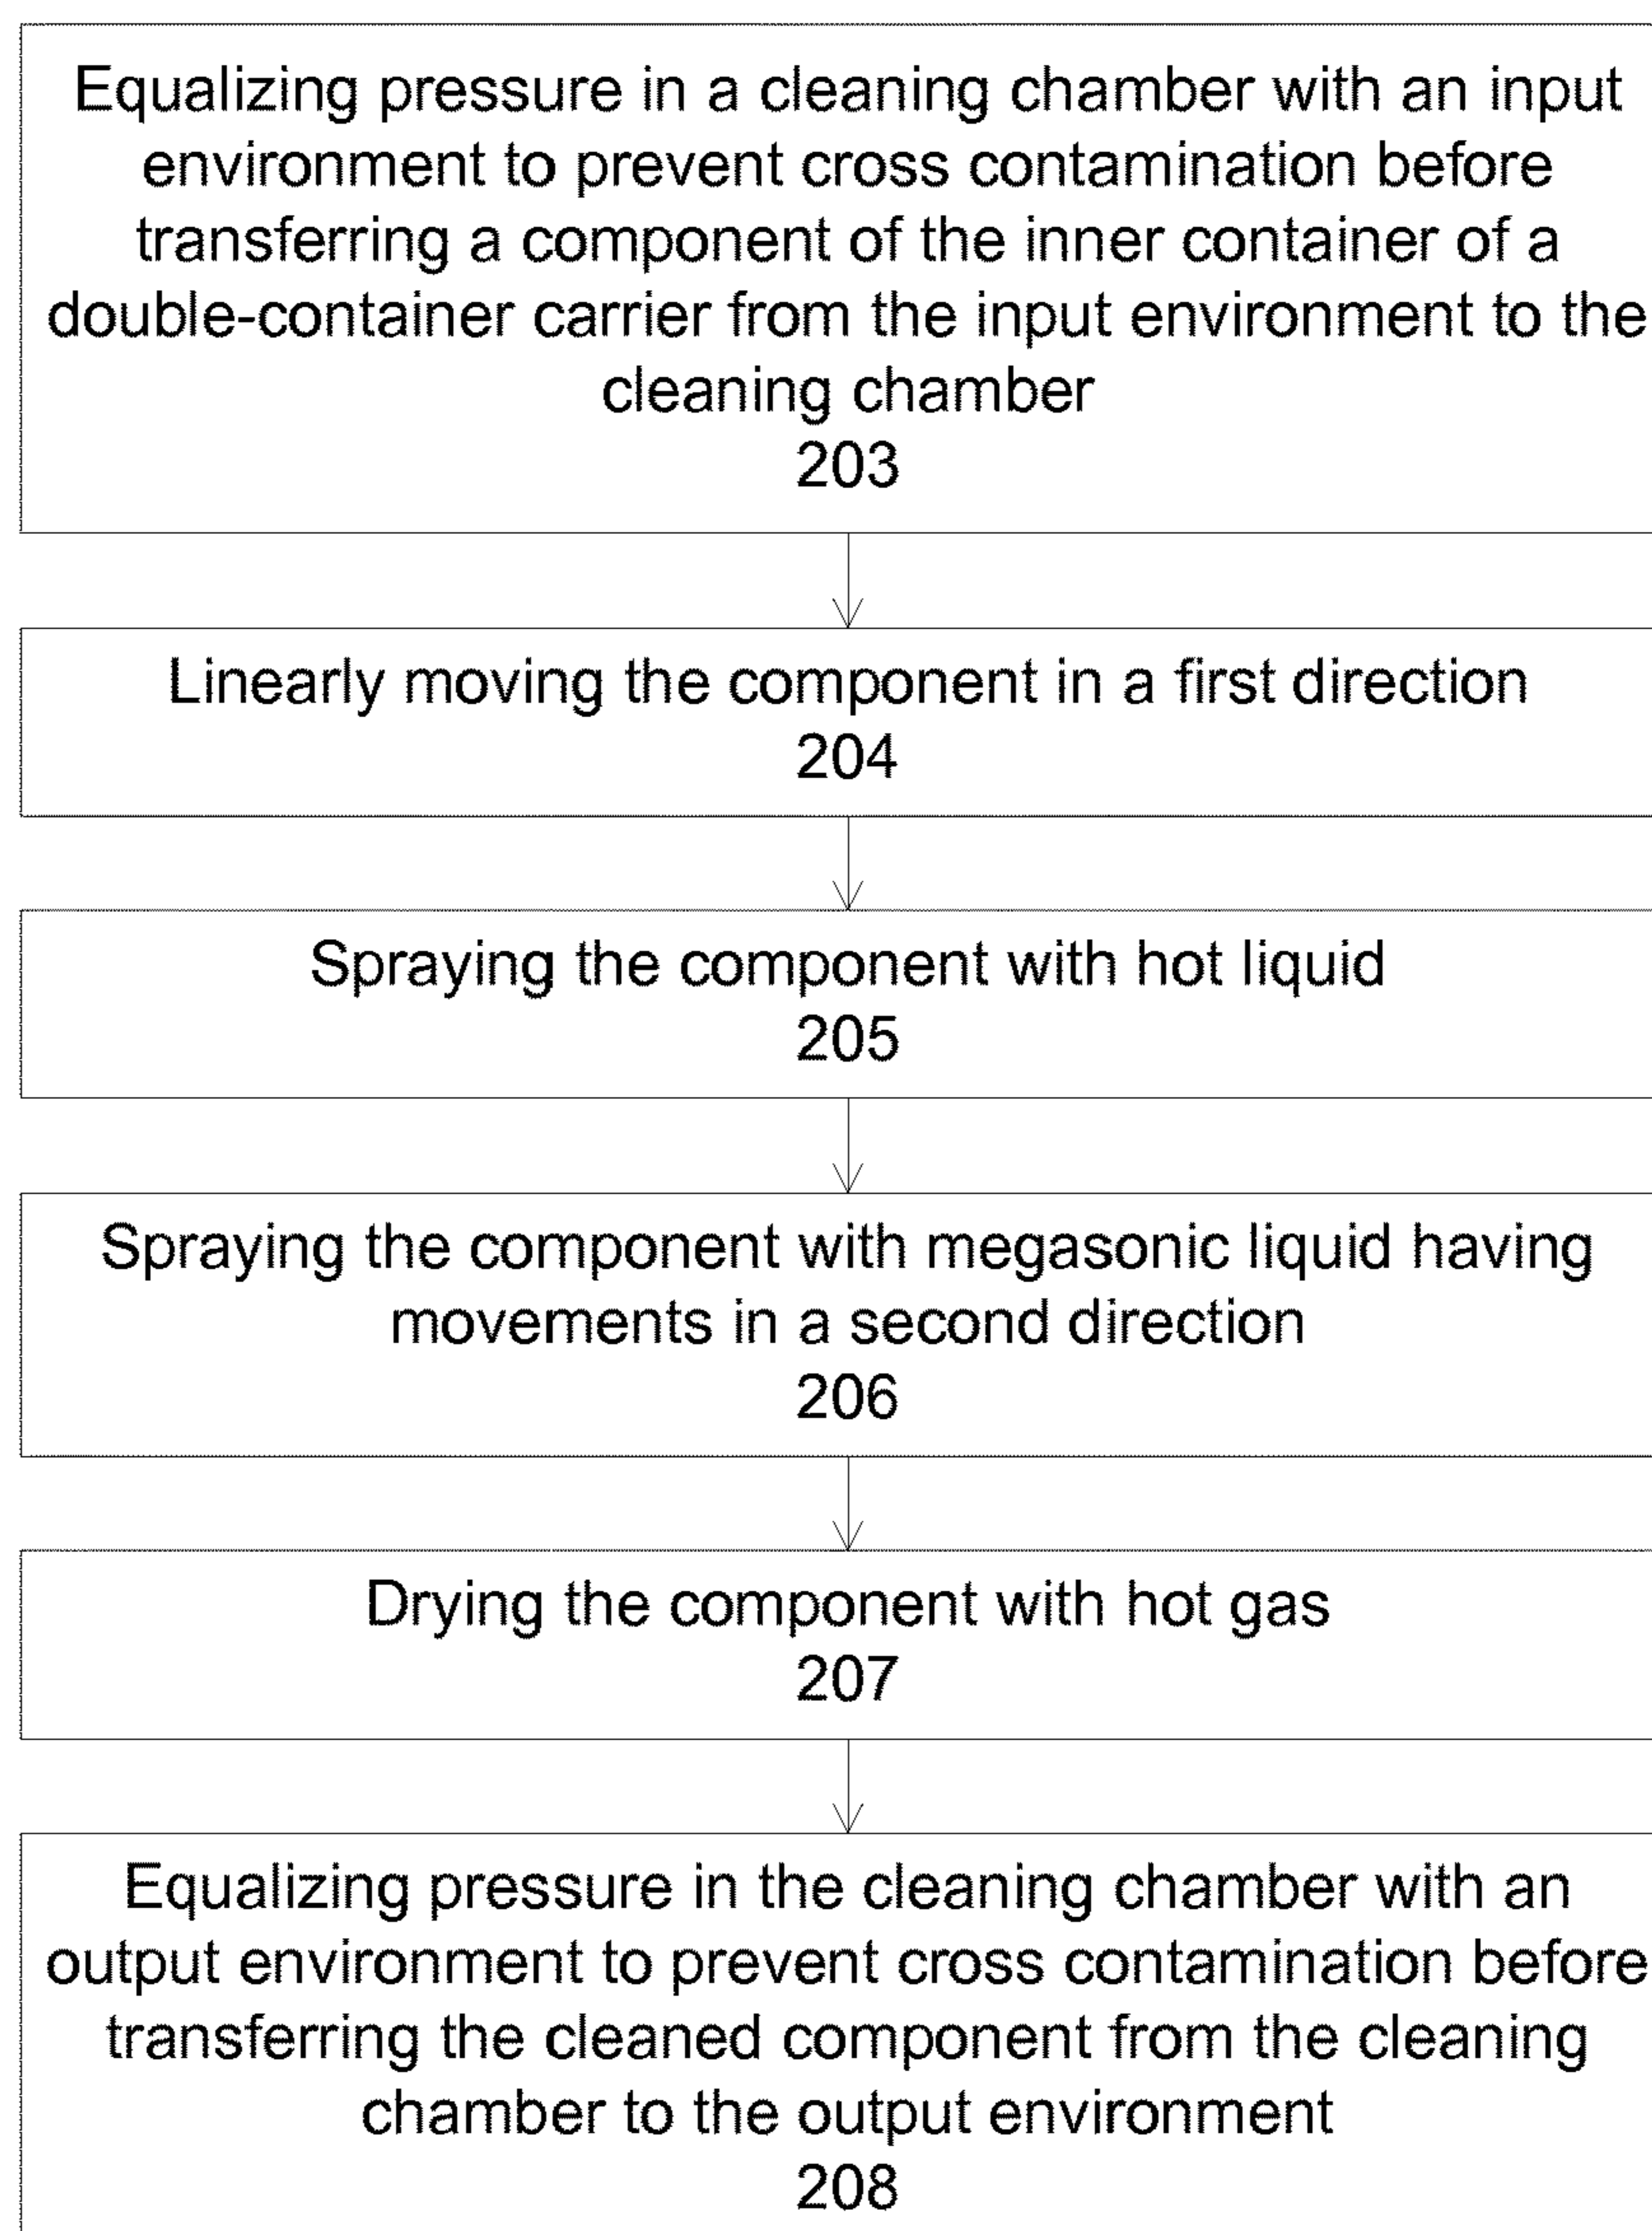 Equalizing pressure in a cleaning chamber with an input
environment to prevent cross contamination before
transferring a component of the inner container of a
double-container carrier from the input environment to the
cleaning chamber
203
Linearly moving the component in a first direction
204
Spraying the component with hot liquid
205
Spraying the component with megasonic liquid having
movements in a second direction
206
Drying the component with hot gas
207
Equalizing pressure in the cleaning chamber with an
output environment to prevent cross contamination before
transferring the cleaned component from the cleaning
chamber to the output environment
208